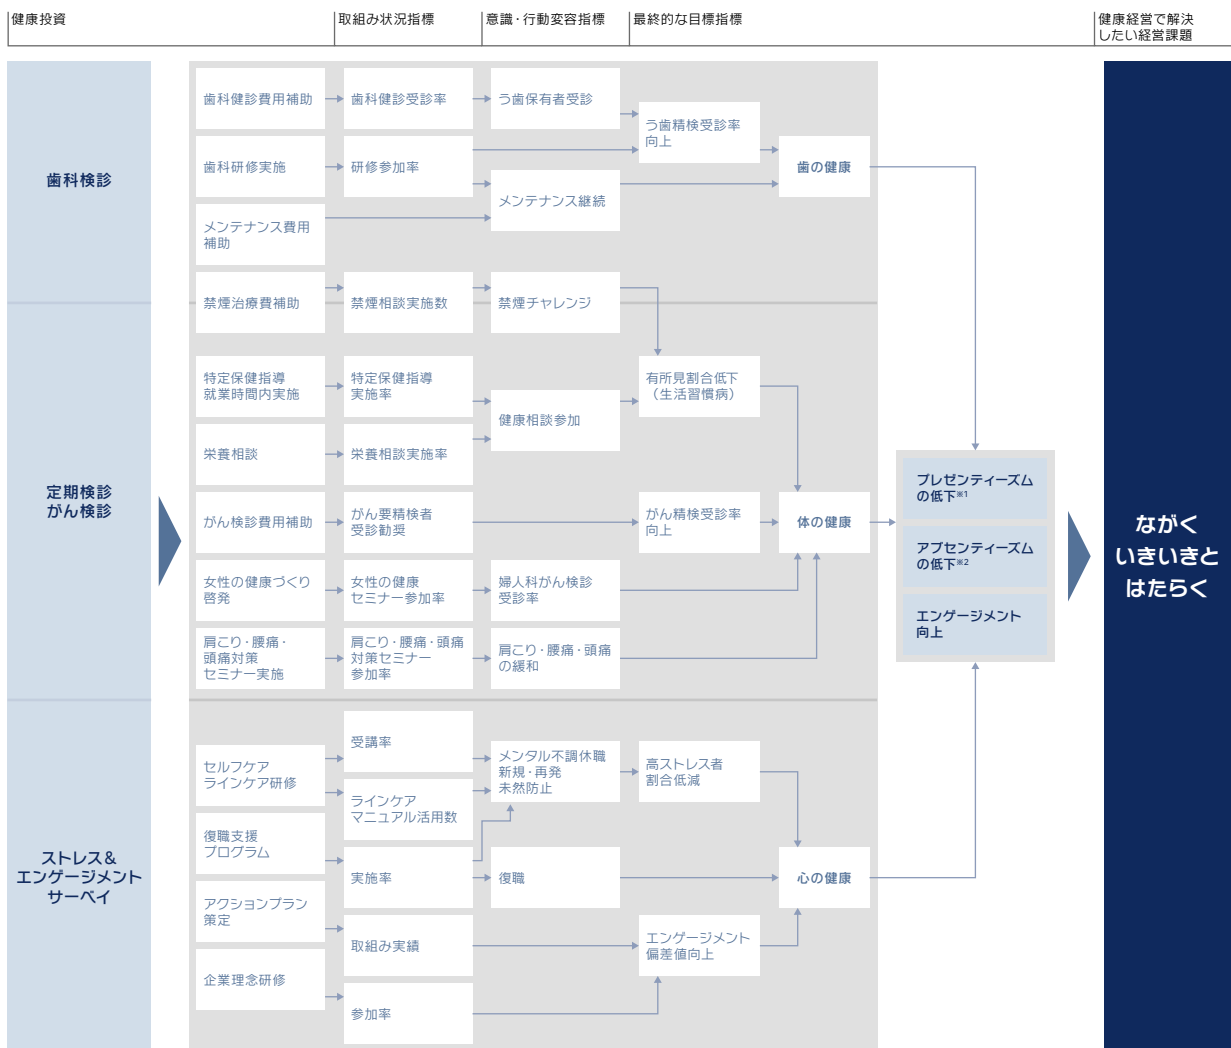 健康投資
取組み状況指標
意識・行動変容指標
最終的な目標指標
健康経営で解決
したい経営課題
歯科検診
歯科健診費用補助
歯科健診受診率
う歯保有者受診
う歯精検受診率
向上
歯科研修実施
研修参加率
歯の健康
メンテナンス継続
メンテナンス費用
補助
禁煙治療費補助
禁煙相談実施数
禁煙チャレンジ
定期検診
がん検診
特定保健指導
就業時間内実施
特定保健指導
実施率
有所見割合低下
（生活習慣病）
健康相談参加
栄養相談
栄養相談実施率
がん検診費用補助
がん要精検者
受診勧奨
がん精検受診率
向上
体の健康
女性の健康づくり
啓発
女性の健康
セミナー参加率
婦人科がん検診
受診率
肩こり・腰痛・
頭痛対策
セミナー実施
肩こり・腰痛・頭痛
対策セミナー
参加率
肩こり・腰痛・頭痛
の緩和
プレゼンティーズム
の低下※1
アブセンティーズム
の低下※2
エンゲージメント
向上
ながく
いきいきと
はたらく
ストレス＆
エンゲージメント
サーベイ
セルフケア
ラインケア研修
受講率
メンタル不調休職
新規・再発
未然防止
高ストレス者
割合低減
ラインケア
マニュアル活用数
復職支援
プログラム
実施率
復職
心の健康
アクションプラン
策定
取組み実績
エンゲージメント
偏差値向上
企業理念研修
参加率